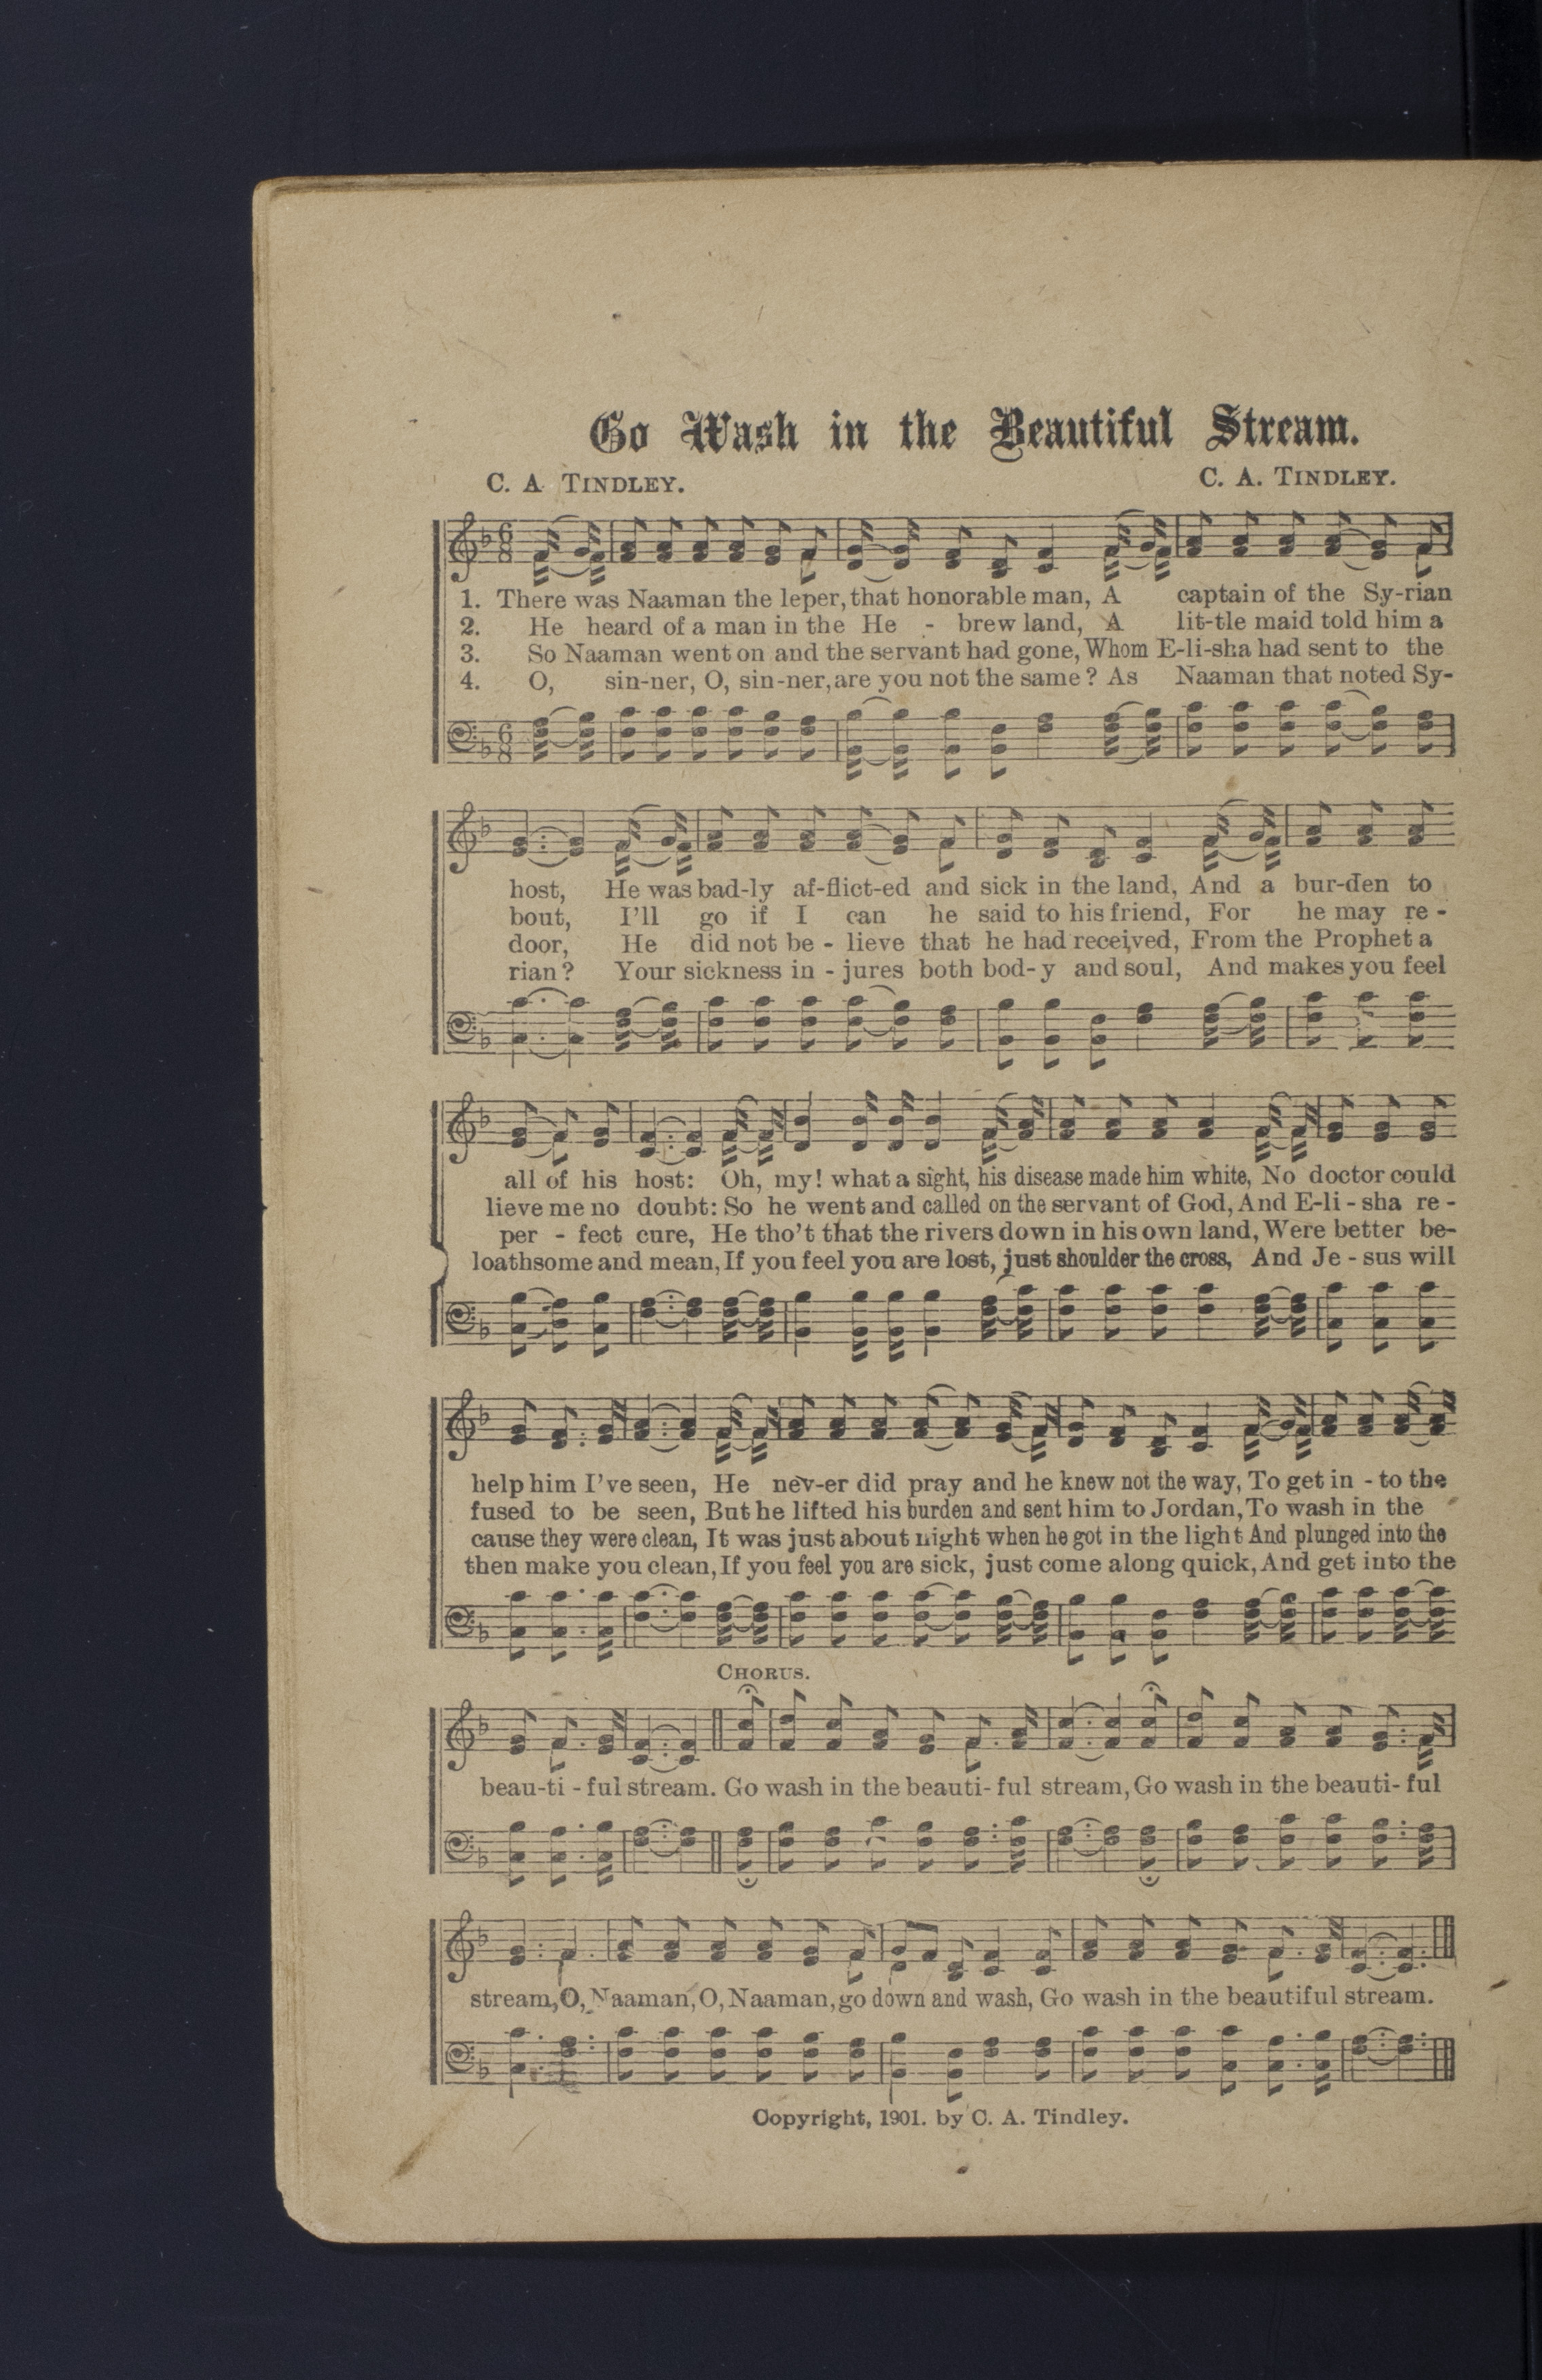 Go Wash in the Beautiful Stream.
C. A. TINDLEY. C. A. TINDLEY.
1. There was Naaman the leper, that honorable man, A captain of the Sy-rian
2. He heard of a man in the He - brew land, A lit-tle maid told him a
3. So Naaman went on and the servant had gone, Whom E-li-sha had sent to the
4. O, sin-ner, O, sin-ner, are you not the same? As Naaman that noted Sy-
host, He was bad-ly af-flict-ed and sick in the land, And a bur-den to
bout, I'll go if I can he said to his friend, For he may re -
door, He did not be - lieve that he had received, From the Prophet a
rian? Your sickness in - jures both bod-y and soul, And makes you feel
all of his host: Oh, my! what a sight, his disease made him white, No doctor could
lieve me no doubt: So he went and called on the servant of God, And E-li - sha re -
per - fect cure, He tho't that the rivers down in his own land, Were better be-
loathsome and mean, If you feel you are lost, just shoulder the cross, And Je - sus will
help him I've seen, He nev-er did pray and he knew not the way, To get in - to the
fused to be seen, But he lifted his burden and sent him to Jordan, To wash in the
cause they were clean, It was just about night when he got in the light And plunged into the
then make you clean, If you feel you are sick, just come along quick, And get into the
CHORUS.
beau-ti - ful stream. Go wash in the beauti- ful stream, Go wash in the beauti- ful
stream, O, Naaman, O, Naaman, go down and wash, Go wash in the beautiful stream.
Copyright, 1901. by C. A. Tindley.